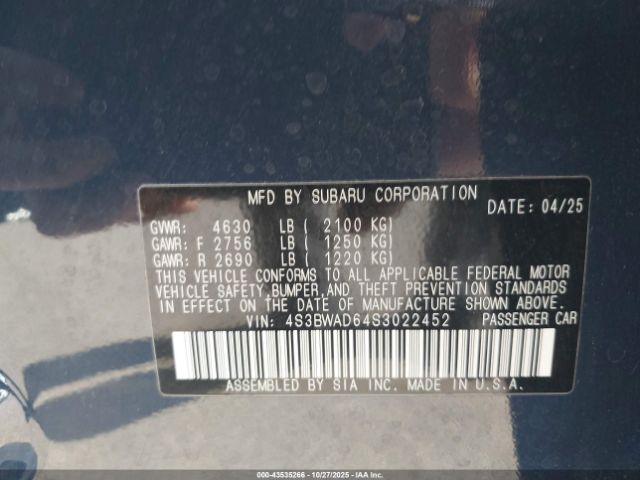 MFD BY SUBARU CORPORATION
DATE: 04/25
GVWR: 4630 LB ( 2100 KG)
GAWR: F 2756 LB ( 1250 KG)
GAWR: R 2690 LB ( 1220 KG)
THIS VEHICLE CONFORMS TO ALL APPLICABLE FEDERAL MOTOR
VEHICLE SAFETY,BUMPER,AND THEFT PREVENTION STANDARDS
IN EFFECT ON THE DATE OF MANUFACTURE SHOWN ABOVE.
VIN: 4S3BWAD64S3022452 PASSENGER CAR
ASSEMBLED BY SIA INC. MADE IN U.S.A.
000-43535266 - 10/27/2025 - IAAI Copyright